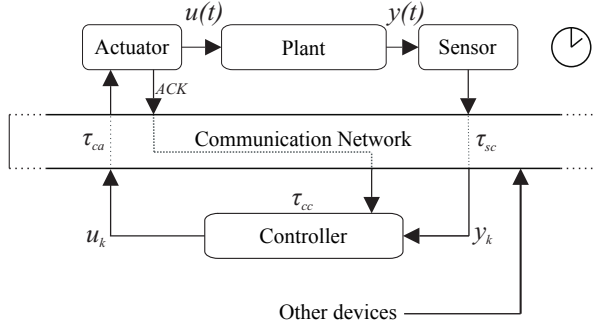 u(t)
y(t)
Actuator
Plant
Sensor
ACK
τca
Communication Network
τsc
τcc
uk
Controller
yk
Other devices